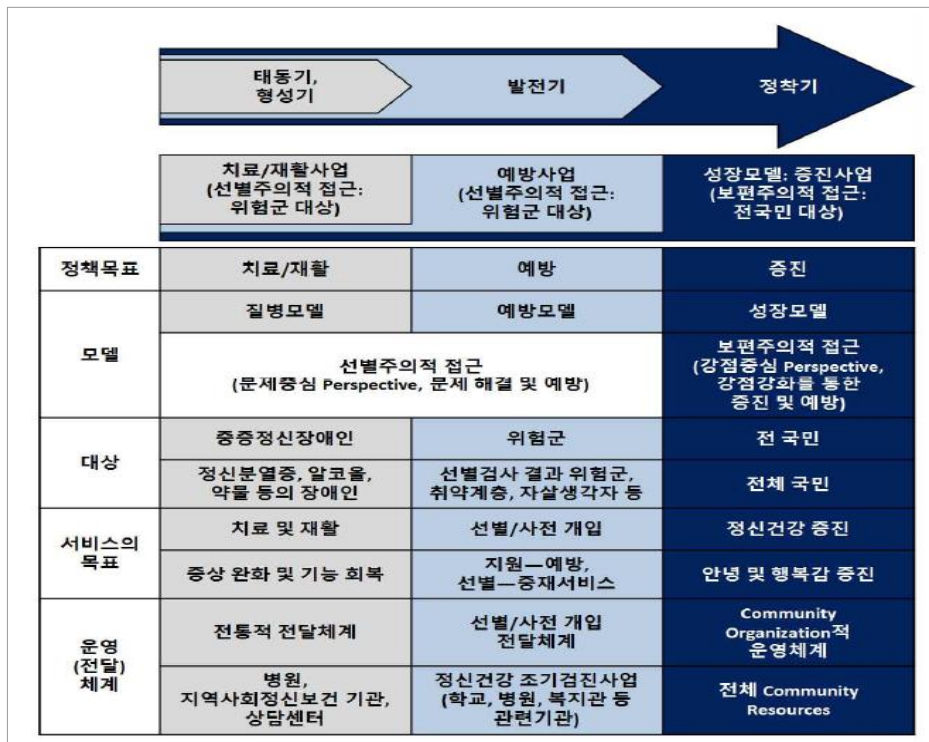 태동기,
형성기
발전기
정착기
치료/재활사업
(선별주의적 접근:
위험군 대상)
예방사업
(선별주의적 접근:
위험군 대상)
성장모델: 증진사업
(보편주의적 접근:
전국민 대상)
정책목표
치료/재활
예방
증진
모델
질병모델
예방모델
성장모델
선별주의적 접근
(문제중심 Perspective, 문제 해결 및 예방)
보편주의적 접근
(강점중심 Perspective,
강점강화를 통한
증진 및 예방)
대상
중증정신장애인
위험군
전 국민
정신분열증, 알코올,
약물 등의 장애인
선별검사 결과 위험군,
취약계층, 자살생각자 등
전체 국민
서비스의
목표
치료 및 재활
선별/사전 개입
정신건강 증진
증상 완화 및 기능 회복
지원—예방,
선별—중재서비스
안녕 및 행복감 증진
운영
(전달)
체계
전통적 전달체계
선별/사전 개입
전달체계
Community
Organization적
운영체계
병원,
지역사회정신보건 기관,
상담센터
정신건강 조기검진사업
(학교, 병원, 복지관 등
관련기관)
전체 Community
Resources